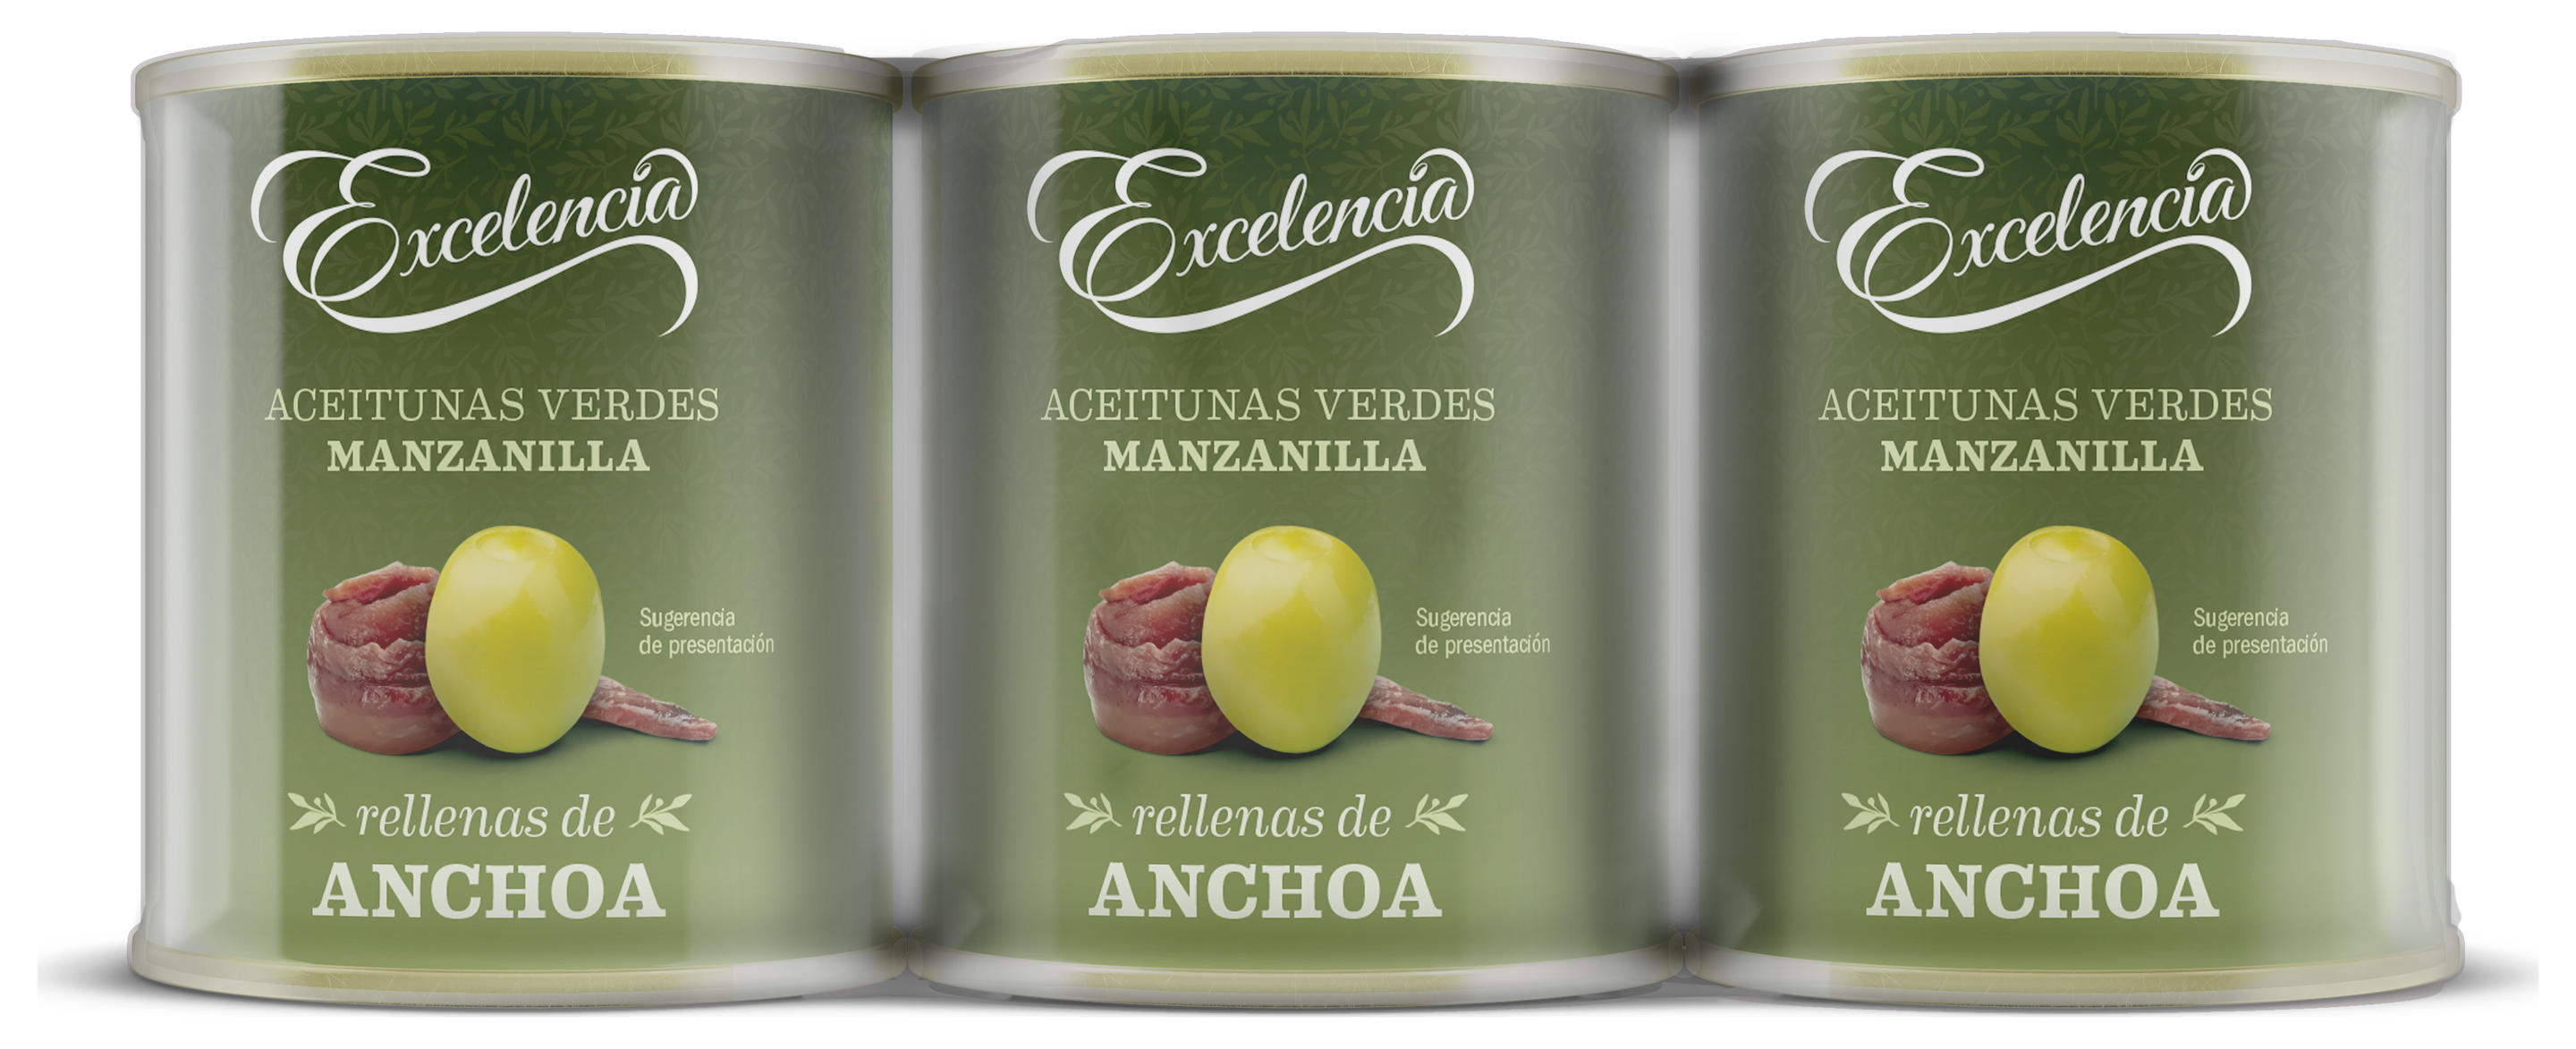 Excelencia
ACEITUNAS VERDES
MANZANILLA
Sugerencia
de presentación
rellenas de
ANCHOA
Excelencia
ACEITUNAS VERDES
MANZANILLA
Sugerencia
de presentación
rellenas de
ANCHOA
Excelencia
ACEITUNAS VERDES
MANZANILLA
Sugerencia
de presentación
rellenas de
ANCHOA